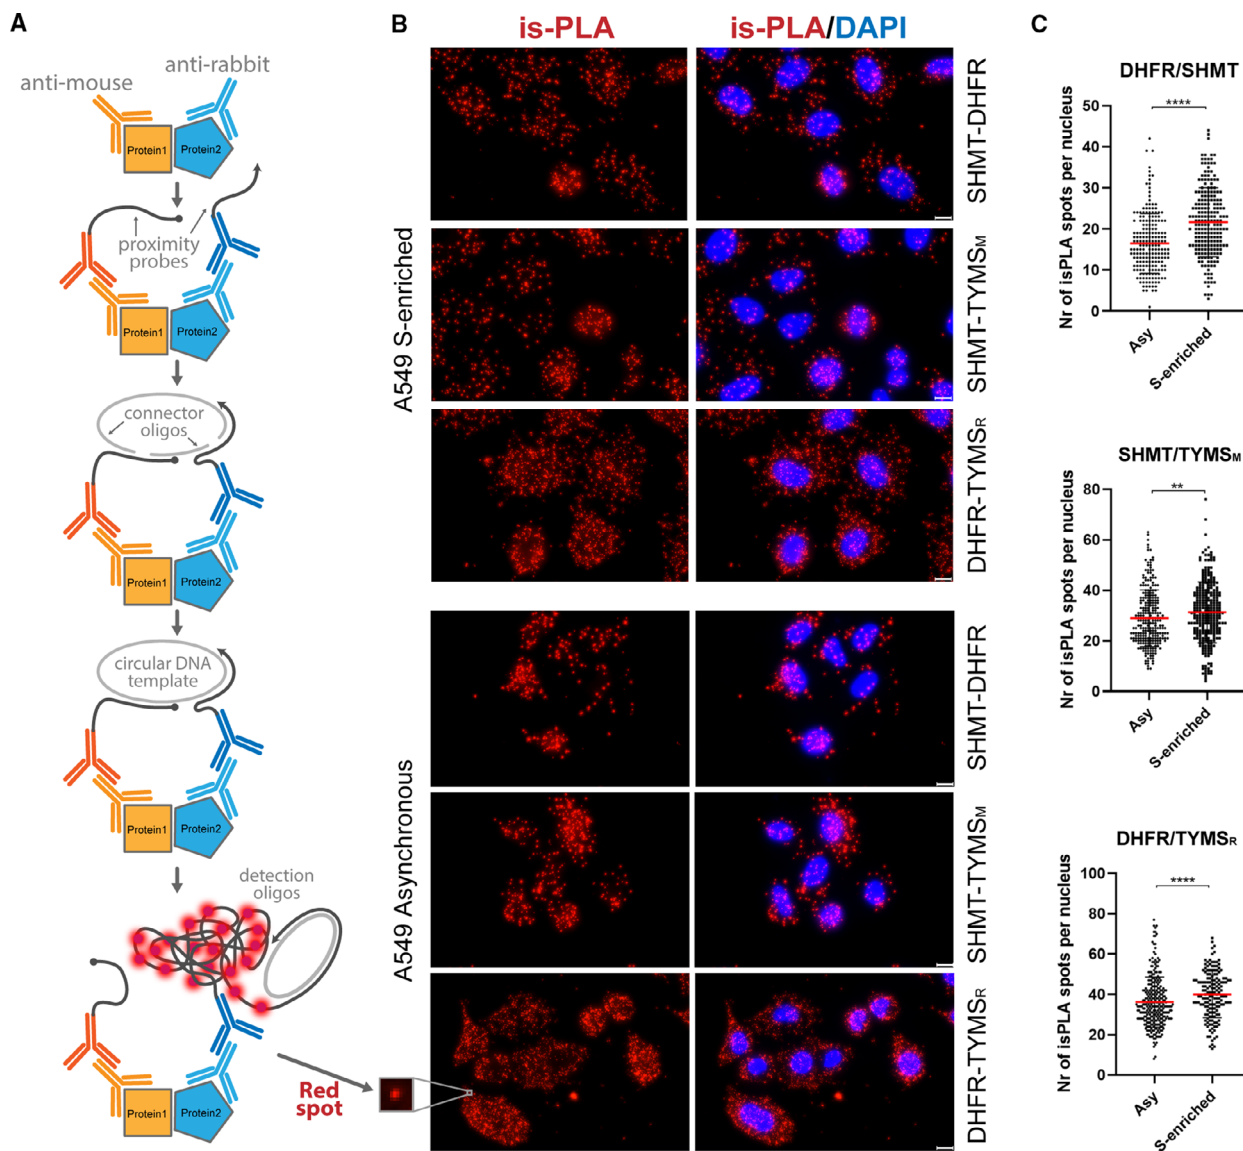 A
anti-mouse
anti-rabbit
Protein1
Protein2
proximity
probes
Protein1
Protein2
connector
oligos
Protein1
Protein2
circular DNA
template
Protein1
Protein2
detection
oligos
Protein1
Protein2
Red
spot
B
is-PLA
is-PLA/DAPI
A549 S-enriched
SHMT-DHFR
SHMT-TYMSM
DHFR-TYMSR
A549 Asynchronous
SHMT-DHFR
SHMT-TYMSM
DHFR-TYMSR
C
DHFR/SHMT
Nr of isPLA spots per nucleus
50
40
30
20
10
0
****
Asy
S-enriched
SHMT/TYMSM
Nr of isPLA spots per nucleus
80
60
40
20
0
**
Asy
S-enriched
DHFR/TYMSR
Nr of isPLA spots per nucleus
100
80
60
40
20
0
****
Asy
S-enriched